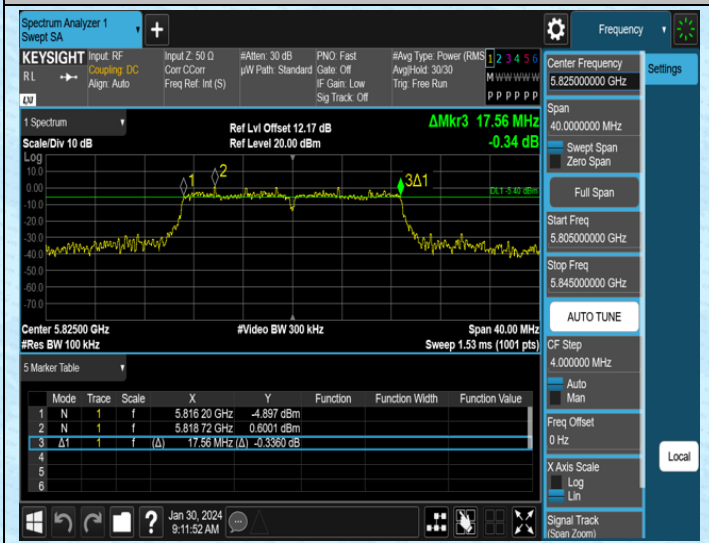 Spectrum Analyzer 1
Swept SA
+
Frequency
KEYSIGHT
Input: RF
Input Z: 50 Ω
#Atten: 30 dB
PNO: Fast
#Avg Type: Power (RMS
1 2 3 4 5 6
RL
Coupling: DC
Corr CCorr
µW Path: Standard
Gate: Off
Avg|Hold: 30/30
M W W W W W
Align: Auto
Freq Ref: Int (S)
IF Gain: Low
Trig: Free Run
Sig Track: Off
P P P P P P
LXI
1 Spectrum
Ref Lvl Offset 12.17 dB
ΔMkr3 17.56 MHz
Scale/Div 10 dB
Ref Level 20.00 dBm
-0.34 dB
Log
10.0
0.00
-10.0
-20.0
-30.0
-40.0
-50.0
-60.0
-70.0
1
2
3Δ1
DL1 -5.40 dBm
Center 5.82500 GHz
#Video BW 300 kHz
Span 40.00 MHz
#Res BW 100 kHz
Sweep 1.53 ms (1001 pts)
5 Marker Table
Mode Trace Scale X Y Function Function Width Function Value
1 N 1 f 5.816 20 GHz -4.897 dBm
2 N 1 f 5.818 72 GHz 0.6001 dBm
3 Δ1 1 f (Δ) 17.56 MHz (Δ) -0.3360 dB
4
5
6
?
Jan 30, 2024
9:11:52 AM
Center Frequency
5.825000000 GHz
Span
40.0000000 MHz
Swept Span
Zero Span
Full Span
Start Freq
5.805000000 GHz
Stop Freq
5.845000000 GHz
AUTO TUNE
CF Step
4.000000 MHz
Auto
Man
Freq Offset
0 Hz
X Axis Scale
Log
Lin
Signal Track
(Span Zoom)
Settings
Local